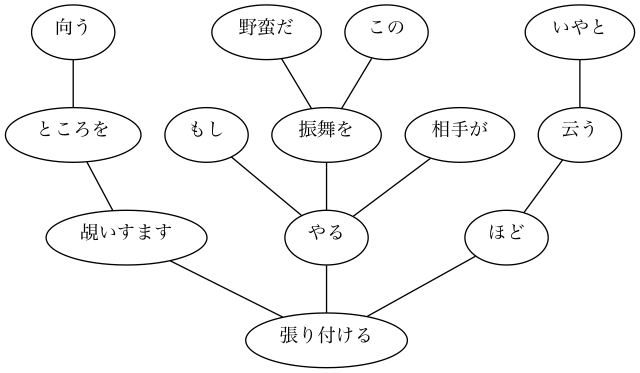 向う
野蛮だ
この
いやと
ところを
もし
振舞を
相手が
云う
覘いすます
やる
ほど
張り付ける